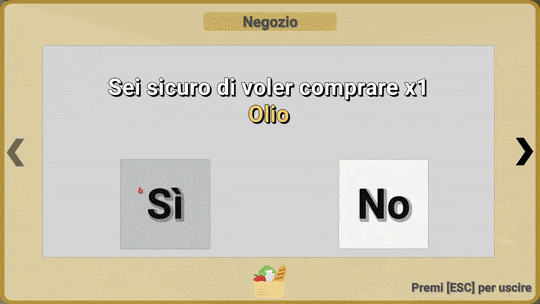 Negozio
Sei sicuro di voler comprare x1
Olio
Sì
No
Premi [ESC] per uscire